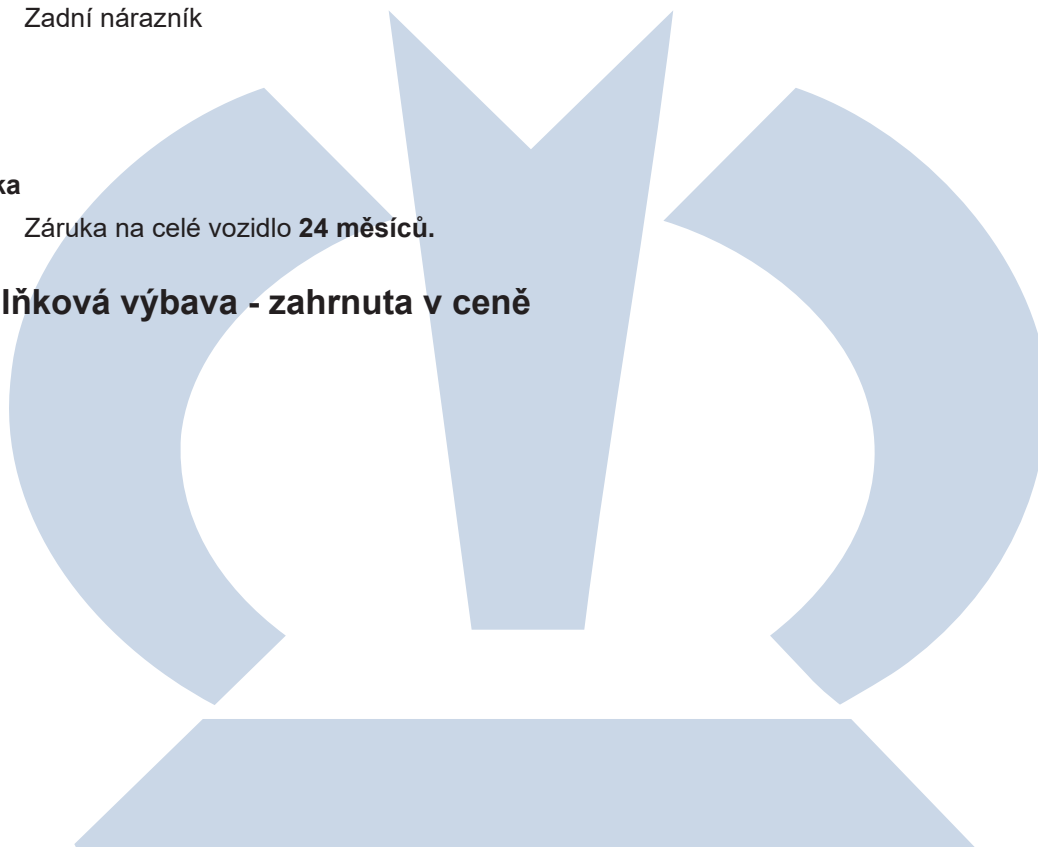 Zadní nárazník
ka
Záruka na celé vozidlo 24 měsíců.
lňková výbava - zahrnuta v ceně